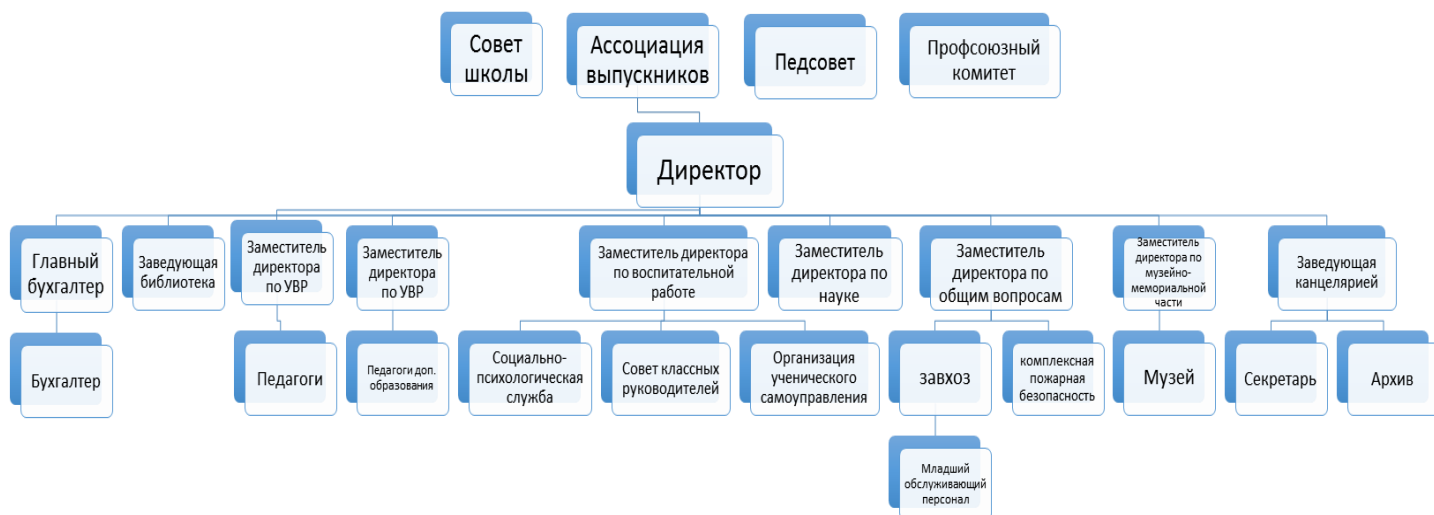 Совет
школы
Ассоциация
выпускников
Педсовет
Профсоюзный
комитет
Директор
Главный
бухгалтер
Заведующая
библиотека
Заместитель
директора
по УВР
Заместитель
директора
по УВР
Заместитель директора
по воспитательной
работе
Заместитель
директора по
науке
Заместитель
директора по
общим вопросам
Заместитель
директора по
музейно-
мемориальной
части
Заведующая
канцелярией
Бухгалтер
Педагоги
Педагоги доп.
образования
Социально-
психологическая
служба
Совет классных
руководителей
Организация
ученического
самоуправления
завхоз
комплексная
пожарная
безопасность
Музей
Секретарь
Архив
Младший
обслуживающий
персонал